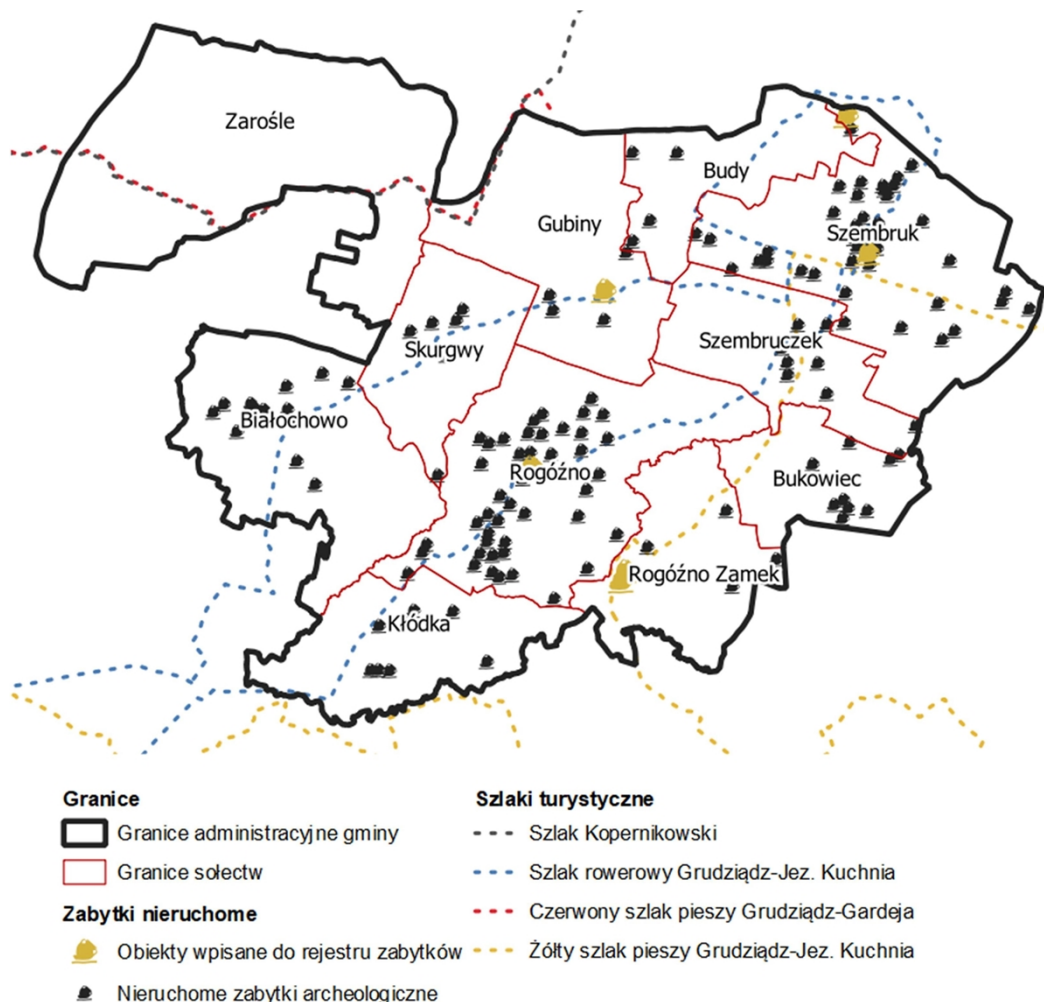 Zarośle
Budy
Gubiny
Szembruk
Szembruczek
Skurgwy
Białochowo
Rogóźno
Bukowiec
Rogóźno Zamek
Kłódka
Granice
Granice administracyjne gminy
Granice sołectw
Zabytki nieruchome
Obiekty wpisane do rejestru zabytków
Nieruchome zabytki archeologiczne
Szlaki turystyczne
Szlak Kopernikowski
Szlak rowerowy Grudziądz-Jez. Kuchnia
Czerwony szlak pieszy Grudziądz-Gardeja
Żółty szlak pieszy Grudziądz-Jez. Kuchnia